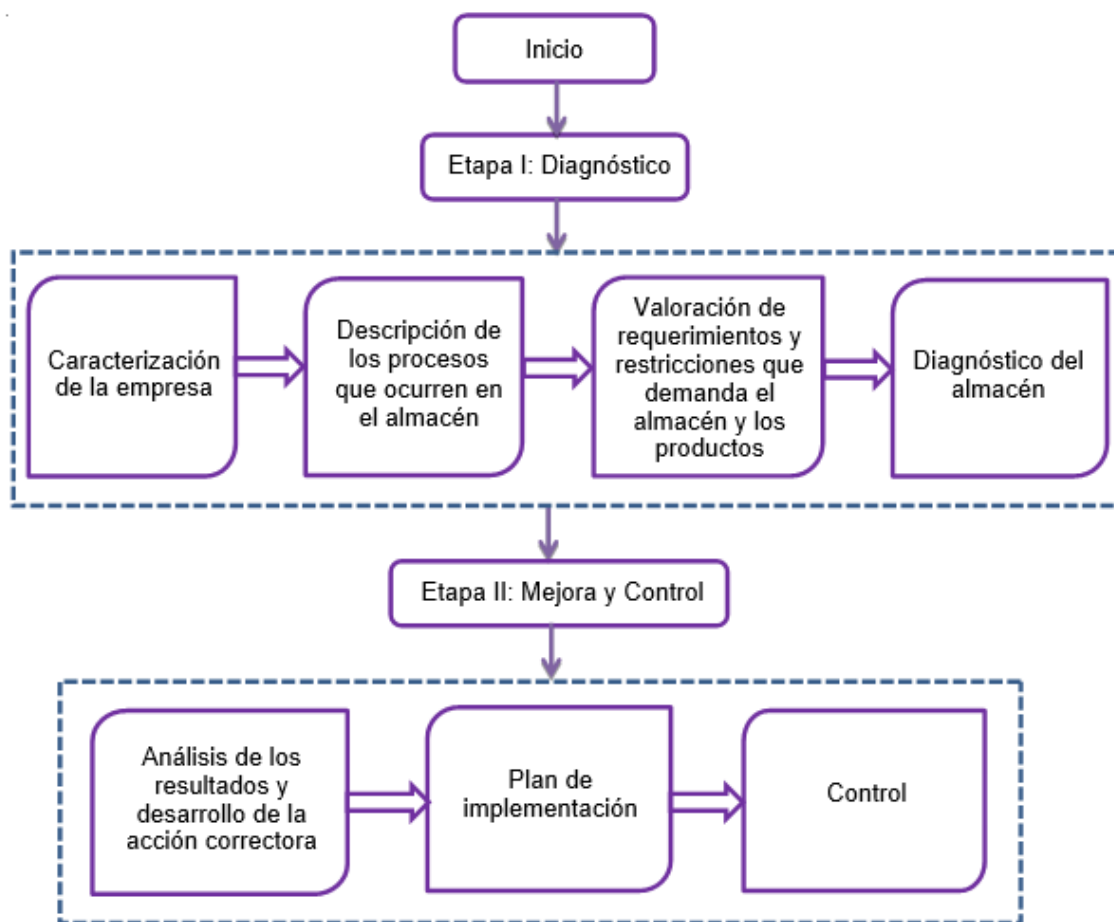 Inicio
Etapa I: Diagnóstico
Caracterización
de la empresa
Descripción de
los procesos
que ocurren en
el almacén
Valoración de
requerimientos y
restricciones que
demanda el
almacén y los
productos
Diagnóstico del
almacén
Etapa II: Mejora y Control
Análisis de los
resultados y
desarrollo de la
acción correctora
Plan de
implementación
Control